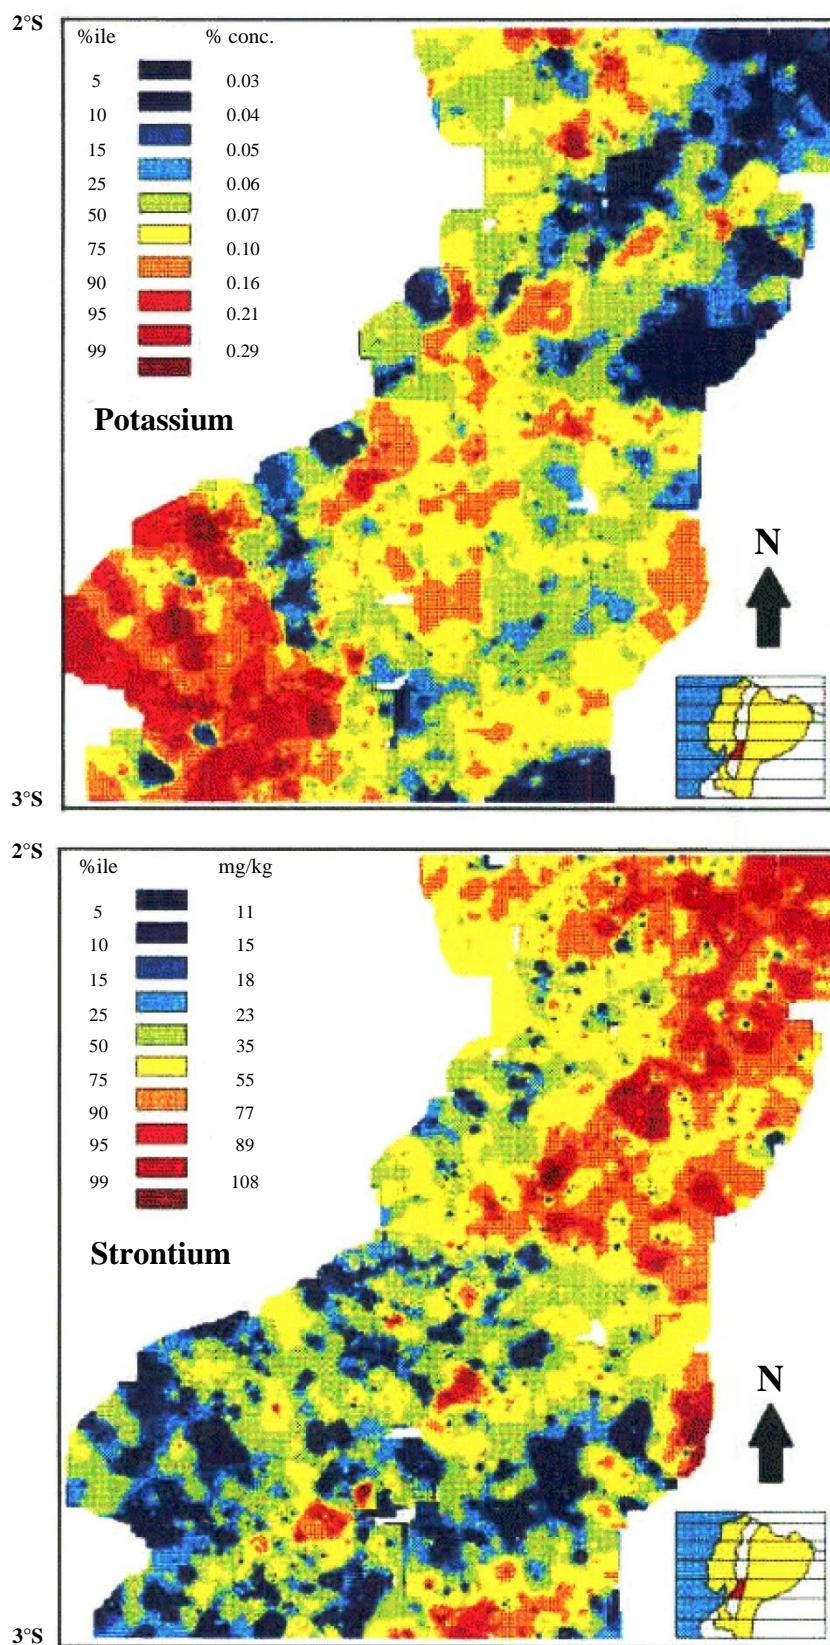 2°S
%ile % conc.
5 0.03
10 0.04
15 0.05
25 0.06
50 0.07
75 0.10
90 0.16
95 0.21
99 0.29
Potassium
N
3°S
2°S
%ile mg/kg
5 11
10 15
15 18
25 23
50 35
75 55
90 77
95 89
99 108
Strontium
N
3°S